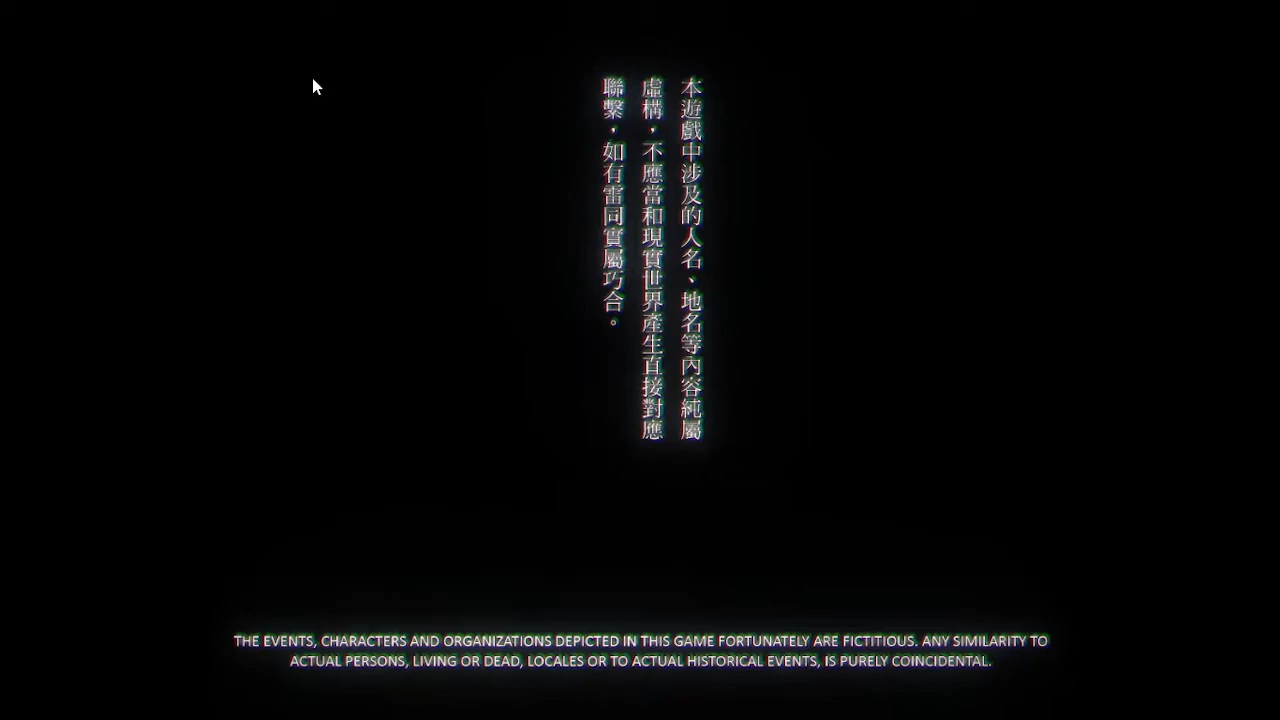 本遊戲中涉及的人名、地名等內容純屬
虛構，不應當和現實世界產生直接對應
聯繫，如有雷同實屬巧合。
THE EVENTS, CHARACTERS AND ORGANIZATIONS DEPICTED IN THIS GAME FORTUNATELY ARE FICTITIOUS. ANY SIMILARITY TO
ACTUAL PERSONS, LIVING OR DEAD, LOCALES OR TO ACTUAL HISTORICAL EVENTS, IS PURELY COINCIDENTAL.